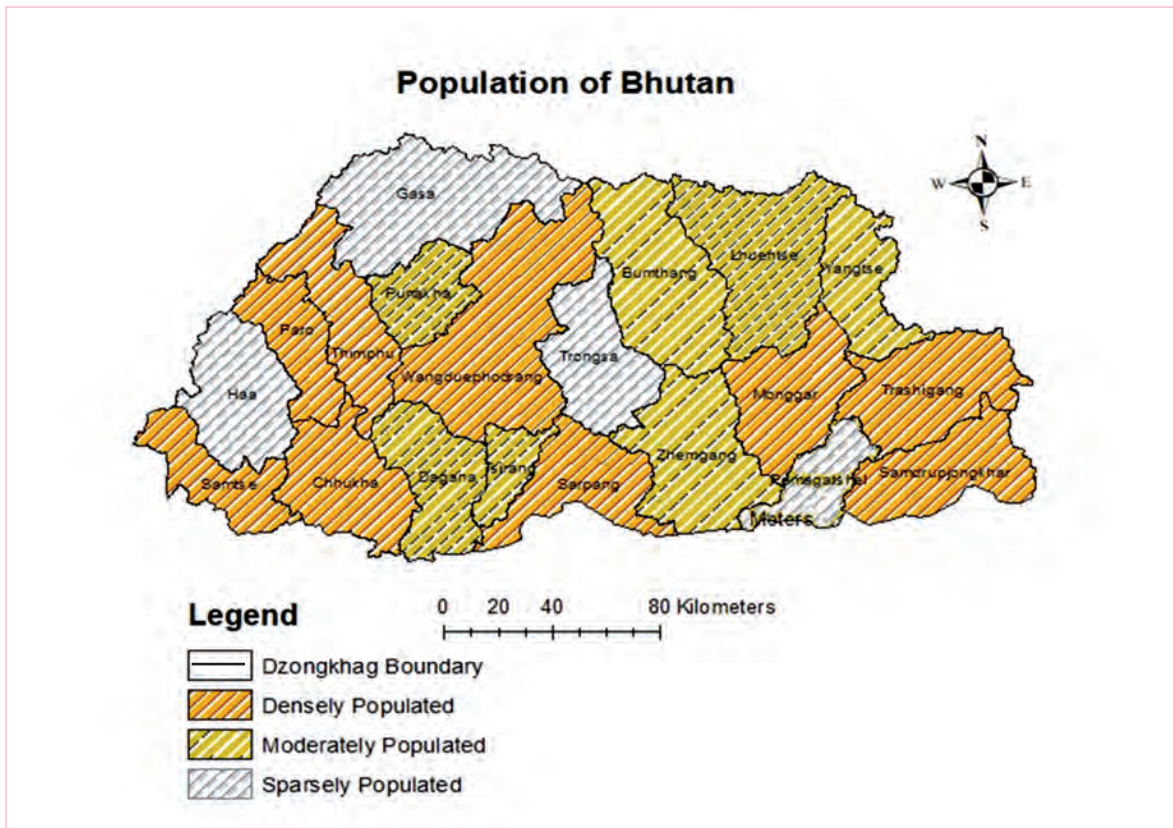 Population of Bhutan
N
W E
S
Gasa
Bumthang
Lhuentse
Yangtse
Punakha
Paro
Thimphu
Trongsa
Wangduephodrang
Haa
Monggar
Trashigang
Zhemgang
Samtse
Chhukha
Dagana
Tsirang
Sarpang
Pemagatshel
Samdrupjongkhar
Meters
0 20 40 80 Kilometers
Legend
Dzongkhag Boundary
Densely Populated
Moderately Populated
Sparsely Populated